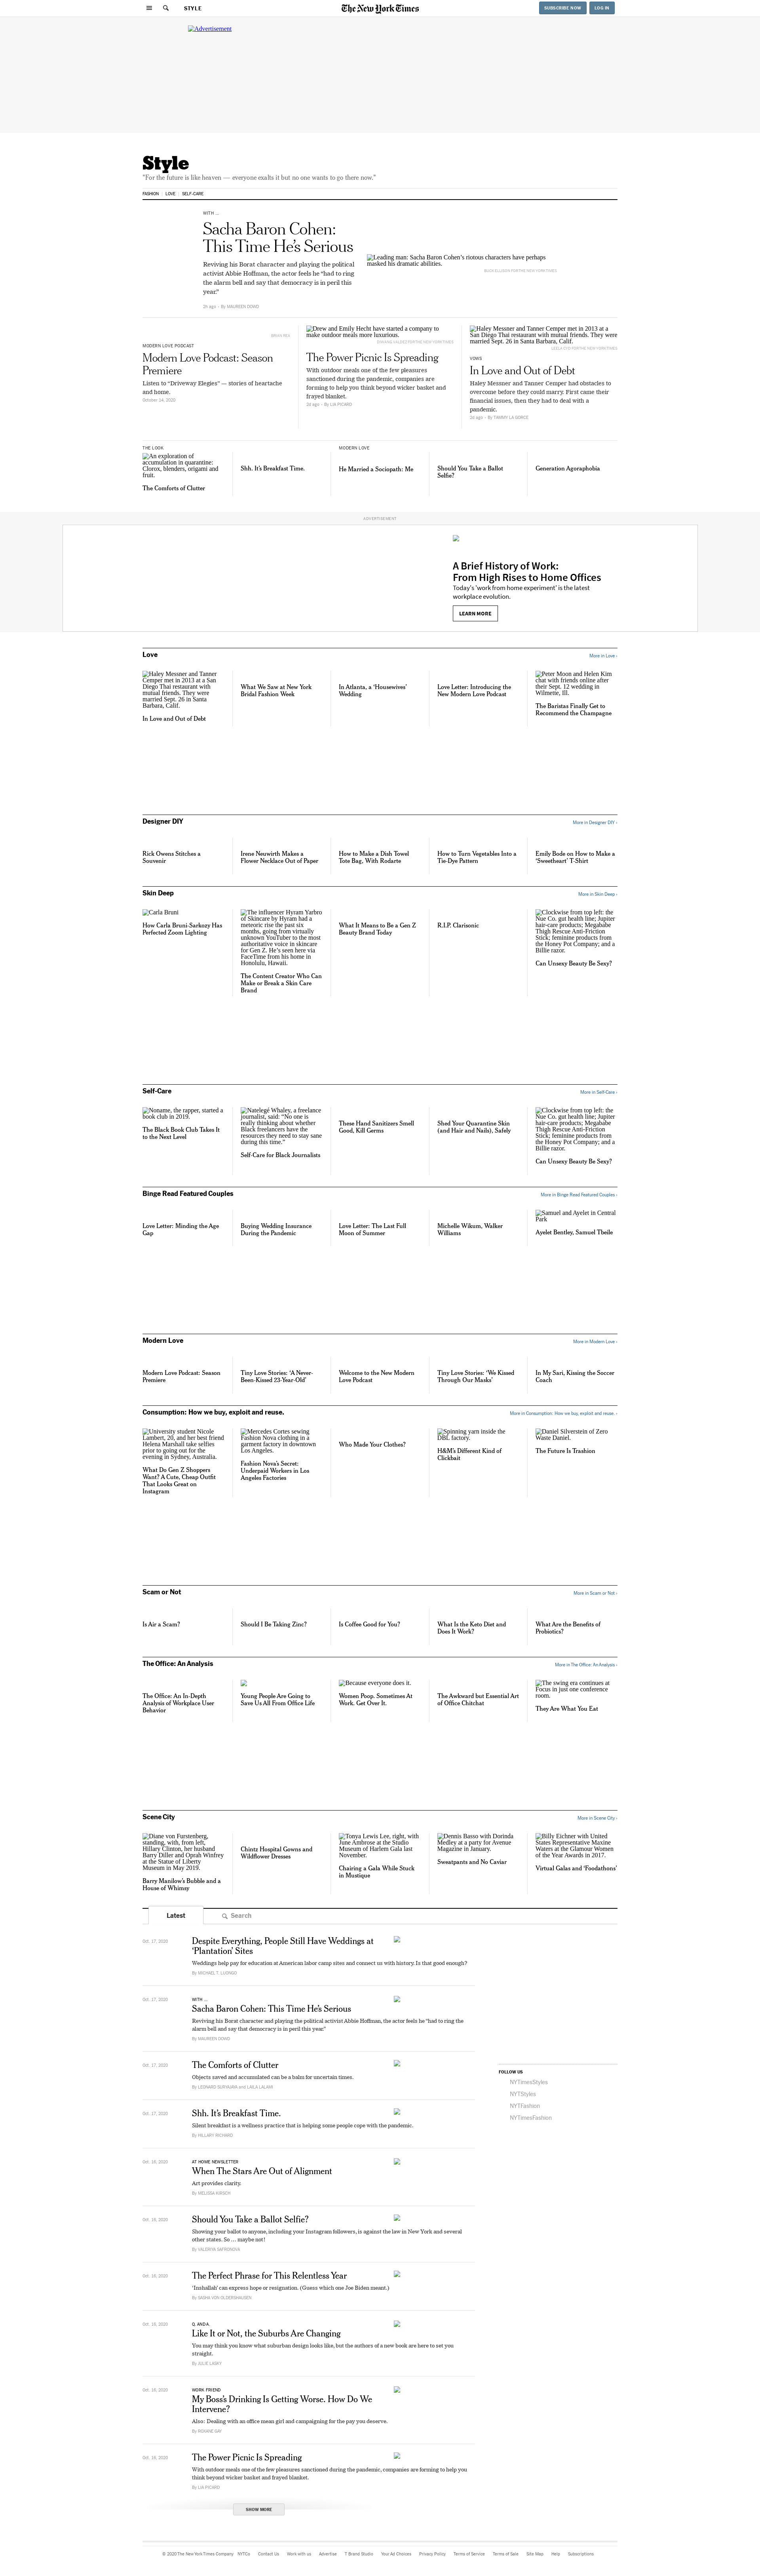 STYLE
The New York Times
SUBSCRIBE NOW
LOG IN
Advertisement
Style
"For the future is like heaven — everyone exalts it but no one wants to go there now."
FASHION
LOVE
SELF-CARE
WITH ...
Sacha Baron Cohen:
This Time He's Serious
Reviving his Borat character and playing the political
activist Abbie Hoffman, the actor feels he "had to ring
the alarm bell and say that democracy is in peril this
year."
2h ago
By MAUREEN DOWD
Leading man: Sacha Baron Cohen's riotous characters have perhaps
masked his dramatic abilities.
MODERN LOVE PODCAST
Modern Love Podcast: Season
Premiere
Listen to "Driveway Elegies" — stories of heartache
and home.
October 14, 2020
Drew and Emily Hecht have started a company to
make outdoor meals more luxurious.
The Power Picnic Is Spreading
With outdoor meals one of the few pleasures
sanctioned during the pandemic, companies are
forming to help you think beyond wicker basket and
frayed blanket.
2d ago
By LIA PICARD
Haley Messner and Tanner Cemper met in 2013 at a
San Diego Thai restaurant with mutual friends. They were
married Sept. 26 in Santa Barbara, Calif.
VOWS
In Love and Out of Debt
Haley Messner and Tanner Cemper had obstacles to
overcome before they could marry. First came their
financial issues, then they had to deal with a
pandemic.
2d ago
By TAMMY LA GORCE
THE LOOK
An exploration of
accumulation in quarantine:
Clorox, blenders, origami and
fruit.
The Comforts of Clutter
Shh. It's Breakfast Time.
MODERN LOVE
He Married a Sociopath: Me
Should You Take a Ballot
Selfie?
Generation Agoraphobia
ADVERTISEMENT
A Brief History of Work:
From High Rises to Home Offices
Today's 'work from home experiment' is the latest
workplace evolution.
LEARN MORE
Love
More in Love ›
Haley Messner and Tanner
Cemper met in 2013 at a San
Diego Thai restaurant with
mutual friends. They were
married Sept. 26 in Santa
Barbara, Calif.
In Love and Out of Debt
What We Saw at New York
Bridal Fashion Week
In Atlanta, a 'Housewives'
Wedding
Love Letter: Introducing the
New Modern Love Podcast
Peter Moon and Helen Kim
chat with friends online after
their Sept. 12 wedding in
Wilmette, Ill.
The Baristas Finally Get to
Recommend the Champagne
Designer DIY
More in Designer DIY ›
Rick Owens Stitches a
Souvenir
Irene Neuwirth Makes a
Flower Necklace Out of Paper
How to Make a Dish Towel
Tote Bag, With Rodarte
How to Turn Vegetables Into a
Tie-Dye Pattern
Emily Bode on How to Make a
'Sweetheart' T-Shirt
Skin Deep
More in Skin Deep ›
Carla Bruni
How Carla Bruni-Sarkozy Has
Perfected Zoom Lighting
The influencer Hyram Yarbro
of Skincare by Hyram had a
meteoric rise the past six
months, going from virtually
unknown YouTuber to the most
authoritative voice in skincare
for Gen Z. He's seen here via
FaceTime from his home in
Honolulu, Hawaii.
The Content Creator Who Can
Make or Break a Skin Care
Brand
What It Means to Be a Gen Z
Beauty Brand Today
R.I.P. Clarisonic
Clockwise from top left: the
Nue Co. gut health line; Jupiter
hair-care products; Megababe
Thigh Rescue Anti-Friction
Stick; feminine products from
the Honey Pot Company; and a
Billie razor.
Can Unsexy Beauty Be Sexy?
Self-Care
More in Self-Care ›
Noname, the rapper, started a
book club in 2019.
The Black Book Club Takes It
to the Next Level
Natelegé Whaley, a freelance
journalist, said: "No one is
really thinking about whether
Black freelancers have the
resources they need to stay sane
during this time."
Self-Care for Black Journalists
These Hand Sanitizers Smell
Good, Kill Germs
Shed Your Quarantine Skin
(and Hair and Nails), Safely
Clockwise from top left: the
Nue Co. gut health line; Jupiter
hair-care products; Megababe
Thigh Rescue Anti-Friction
Stick; feminine products from
the Honey Pot Company; and a
Billie razor.
Can Unsexy Beauty Be Sexy?
Binge Read Featured Couples
More in Binge Read Featured Couples ›
Love Letter: Minding the Age
Gap
Buying Wedding Insurance
During the Pandemic
Love Letter: The Last Full
Moon of Summer
Michelle Wikum, Walker
Williams
Samuel and Ayelet in Central
Park
Ayelet Bentley, Samuel Theile
Modern Love
More in Modern Love ›
Modern Love Podcast: Season
Premiere
Tiny Love Stories: 'A Never-
Been-Kissed 23-Year-Old'
Welcome to the New Modern
Love Podcast
Tiny Love Stories: 'We Kissed
Through Our Masks'
In My Sari, Kissing the Soccer
Coach
Consumption: How we buy, exploit and reuse.
More in Consumption: How we buy, exploit and reuse. ›
University student Nicole
Lambert, 20, and her best friend
Helena Marshall take selfies
prior to going out for the
evening in Sydney, Australia.
What Do Gen Z Shoppers
Want? A Cute, Cheap Outfit
That Looks Great on
Instagram
Mercedes Cortes sewing
Fashion Nova clothing in a
garment factory in downtown
Los Angeles.
Fashion Nova's Secret:
Underpaid Workers in Los
Angeles Factories
Who Made Your Clothes?
Spinning yarn inside the
DBL factory.
H&M's Different Kind of
Clickbait
Daniel Silverstein of Zero
Waste Daniel.
The Future Is Trashion
Scam or Not
More in Scam or Not ›
Is Air a Scam?
Should I Be Taking Zinc?
Is Coffee Good for You?
What Is the Keto Diet and
Does It Work?
What Are the Benefits of
Probiotics?
The Office: An Analysis
More in The Office: An Analysis ›
The Office: An In-Depth
Analysis of Workplace User
Behavior
Young People Are Going to
Save Us All From Office Life
Because everyone does it.
Women Poop. Sometimes At
Work. Get Over It.
The Awkward but Essential Art
of Office Chitchat
The swing era continues at
Focus in just one conference
room.
They Are What You Eat
Scene City
More in Scene City ›
Diane von Furstenberg,
standing, with, from left,
Hillary Clinton, her husband
Barry Diller and Oprah Winfrey
at the Statue of Liberty
Museum in May 2019.
Barry Manilow's Bubble and a
House of Whimsy
Chintz Hospital Gowns and
Wildflower Dresses
Tonya Lewis Lee, right, with
June Ambrose at the Studio
Museum of Harlem Gala last
November.
Chairing a Gala While Stuck
in Mustique
Dennis Basso with Dorinda
Medley at a party for Avenue
Magazine in January.
Sweatpants and No Caviar
Billy Eichner with United
States Representative Maxine
Waters at the Glamour Women
of the Year Awards in 2017.
Virtual Galas and 'Foodathons'
Latest
Search
Oct. 17, 2020
Despite Everything, People Still Have Weddings at
'Plantation' Sites
Weddings help pay for education at American labor camp sites and connect us with history. Is that good enough?
By MICHAEL T. LUONGO
Oct. 17, 2020
WITH ...
Sacha Baron Cohen: This Time He's Serious
Reviving his Borat character and playing the political activist Abbie Hoffman, the actor feels he "had to ring the
alarm bell and say that democracy is in peril this year."
By MAUREEN DOWD
Oct. 17, 2020
The Comforts of Clutter
Objects saved and accumulated can be a balm for uncertain times.
Oct. 17, 2020
Shh. It's Breakfast Time.
Silent breakfast is a wellness practice that is helping some people cope with the pandemic.
By HILLARY RICHARD
Oct. 16, 2020
AT HOME NEWSLETTER
When The Stars Are Out of Alignment
Art provides clarity.
By MELISSA KIRSCH
Oct. 16, 2020
Should You Take a Ballot Selfie?
Showing your ballot to anyone, including your Instagram followers, is against the law in New York and several
other states. So … maybe not!
By VALERIYA SAFRONOVA
Oct. 16, 2020
The Perfect Phrase for This Relentless Year
'Inshallah' can express hope or resignation. (Guess which one Joe Biden meant.)
Oct. 16, 2020
Q. AND A.
Like It or Not, the Suburbs Are Changing
You may think you know what suburban design looks like, but the authors of a new book are here to set you
straight.
By JULIE LASKY
Oct. 16, 2020
WORK FRIEND
My Boss's Drinking Is Getting Worse. How Do We
Intervene?
Also: Dealing with an office mean girl and campaigning for the pay you deserve.
By ROXANE GAY
Oct. 16, 2020
The Power Picnic Is Spreading
With outdoor meals one of the few pleasures sanctioned during the pandemic, companies are forming to help you
think beyond wicker basket and frayed blanket.
By LIA PICARD
SHOW MORE
FOLLOW US
NYTimesStyles
NYTStyles
NYTFashion
NYTimesFashion
© 2020 The New York Times Company
NYTCo
Contact Us
Work with us
Advertise
T Brand Studio
Your Ad Choices
Privacy Policy
Terms of Service
Terms of Sale
Site Map
Help
Subscriptions